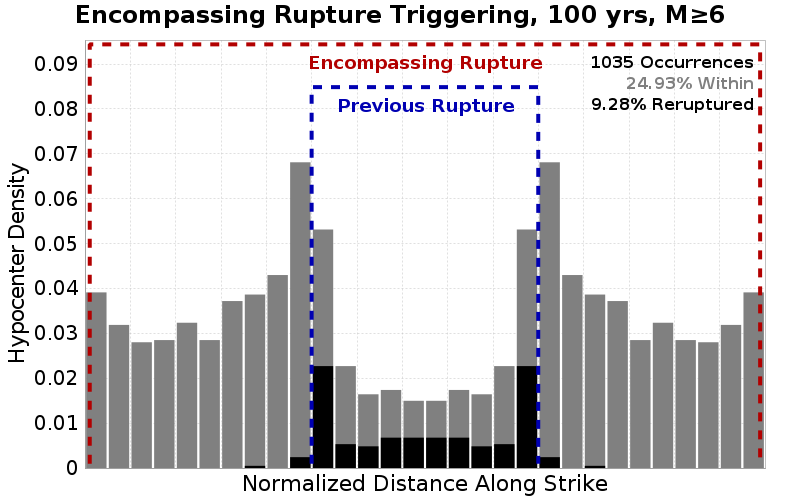 Encompassing Rupture Triggering, 100 yrs, M≥6
Encompassing Rupture
1035 Occurrences
24.93% Within
9.28% Reruptured
Previous Rupture
Hypocenter Density
0.09
0.08
0.07
0.06
0.05
0.04
0.03
0.02
0.01
0
Normalized Distance Along Strike